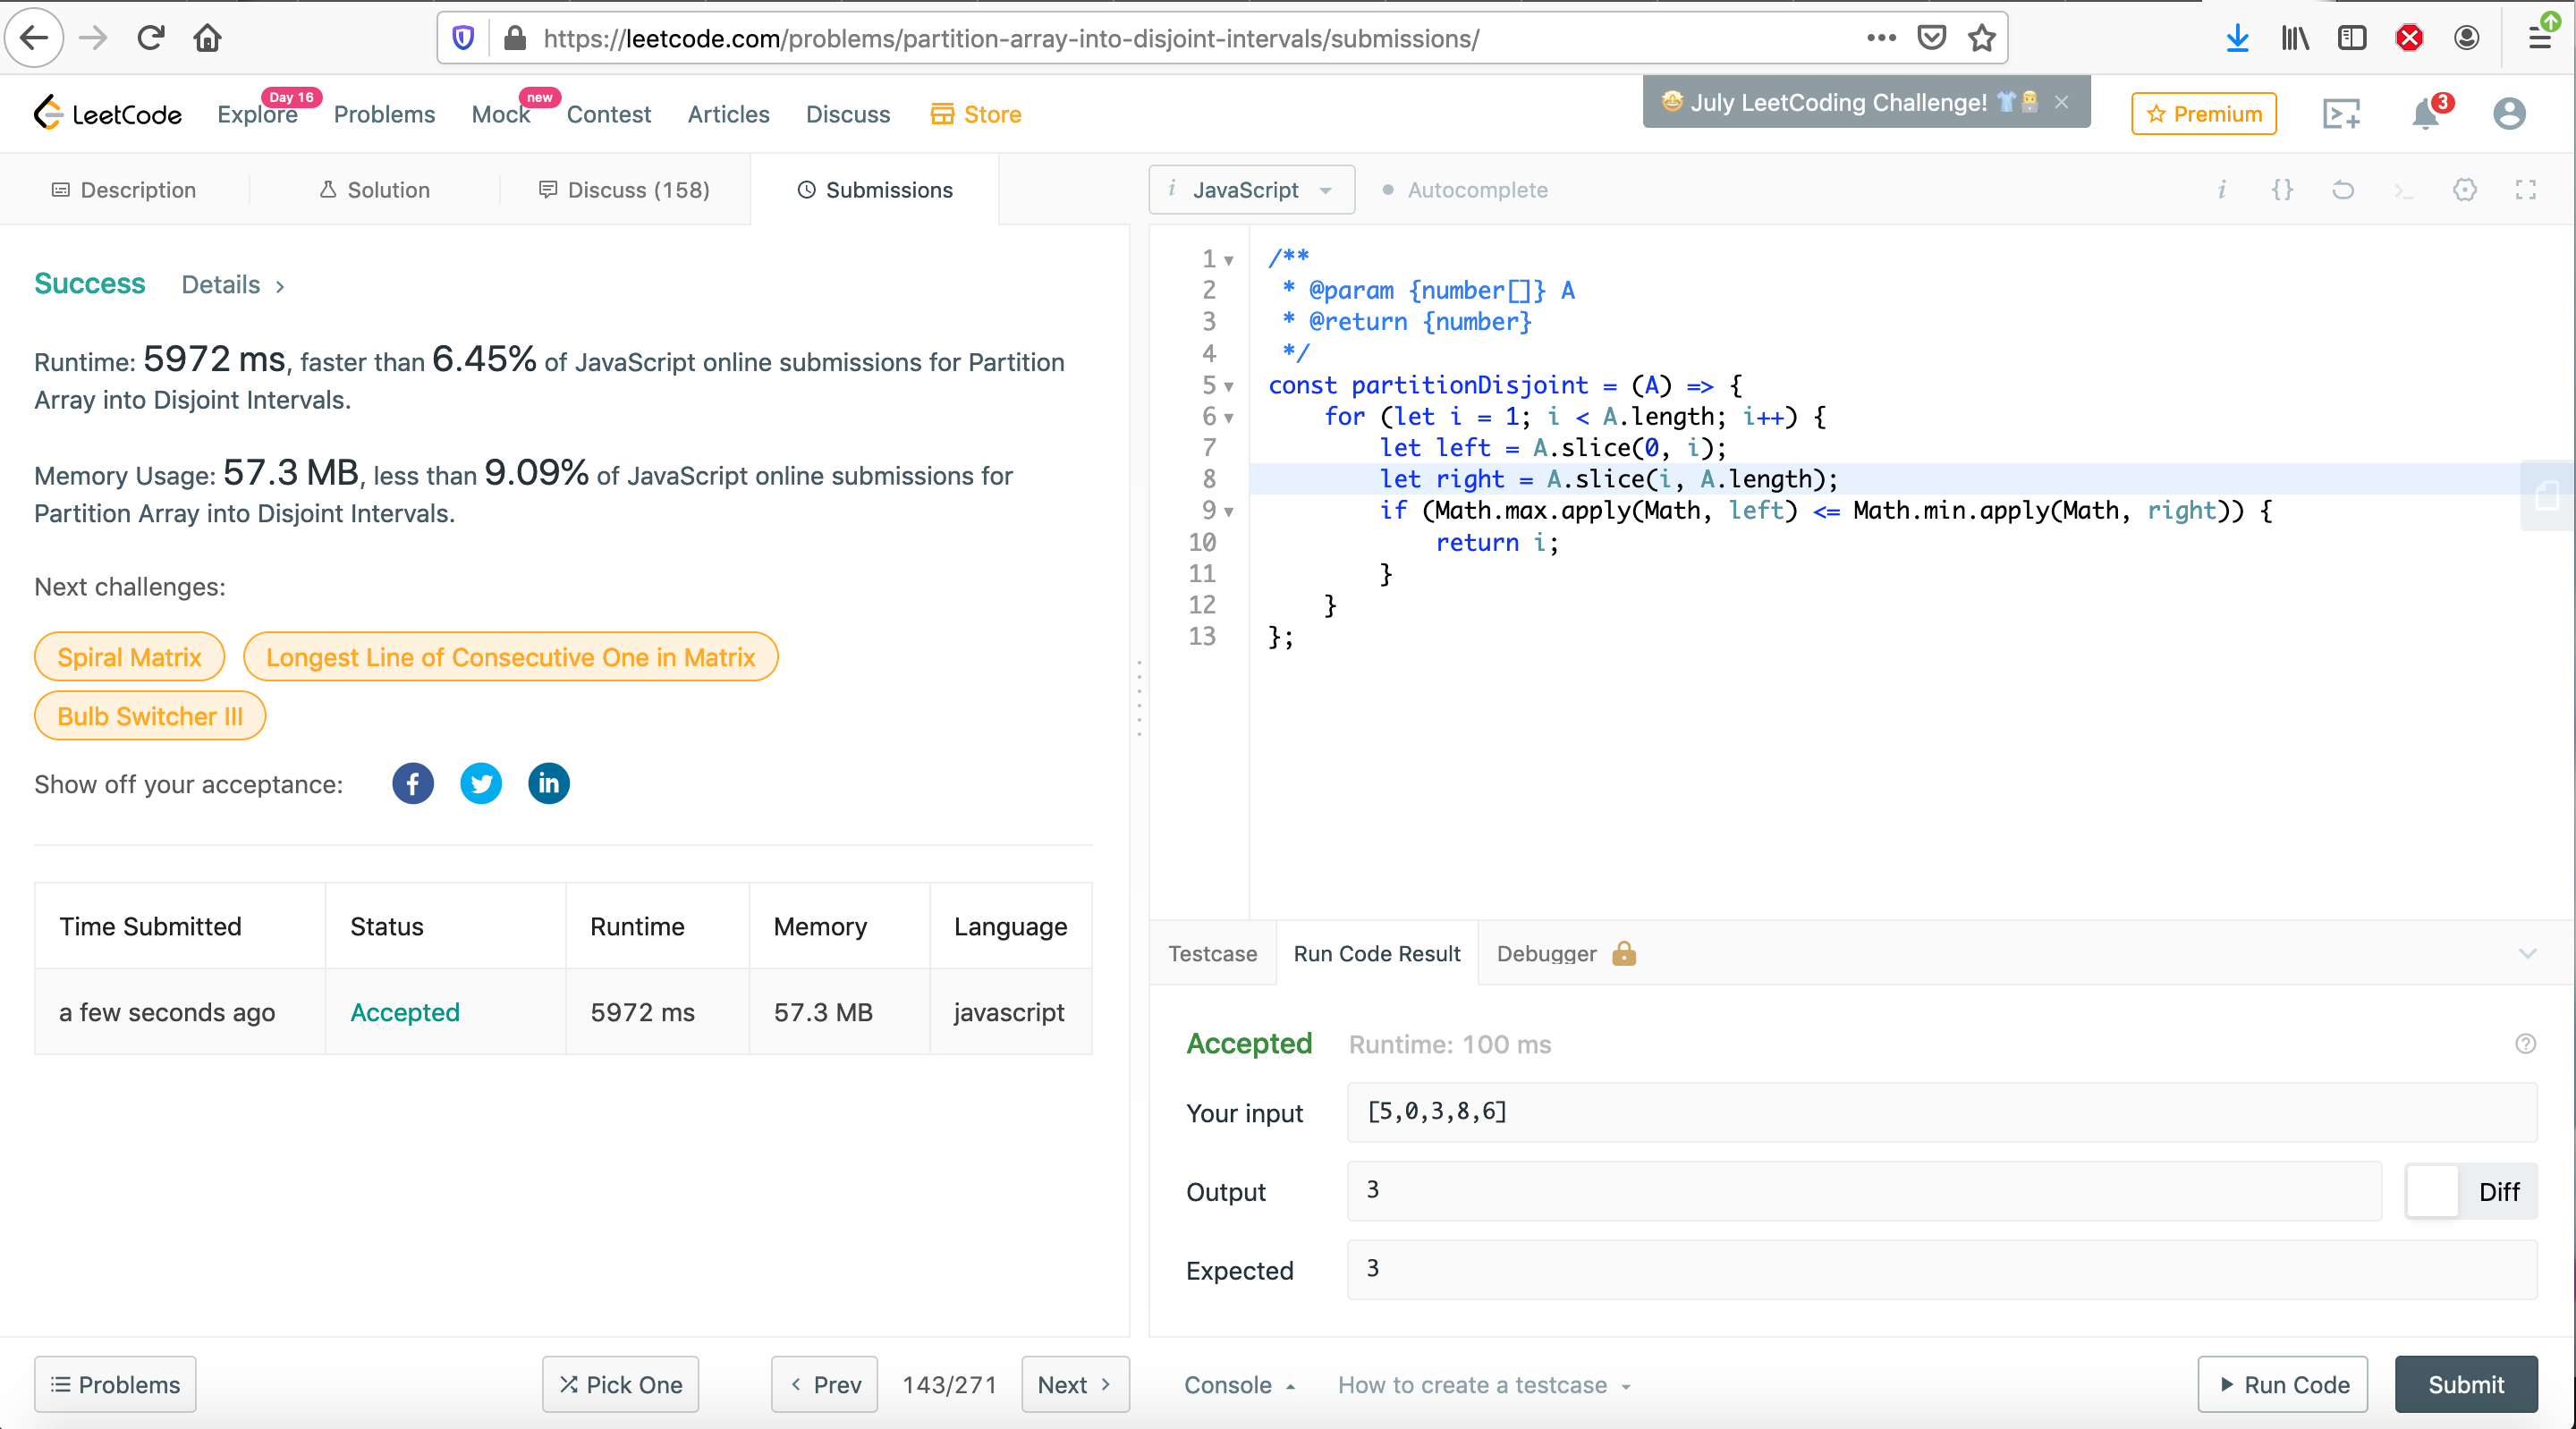 https://leetcode.com/problems/partition-array-into-disjoint-intervals/submissions/
LeetCode
Explore
Day 16
Problems
Mock
new
Contest
Articles
Discuss
Store
July LeetCoding Challenge!
Premium
3
Description
Solution
Discuss (158)
Submissions
i JavaScript
Autocomplete
Success Details >
Runtime: 5972 ms, faster than 6.45% of JavaScript online submissions for Partition
Array into Disjoint Intervals.
Memory Usage: 57.3 MB, less than 9.09% of JavaScript online submissions for
Partition Array into Disjoint Intervals.
Next challenges:
Spiral Matrix
Longest Line of Consecutive One in Matrix
Bulb Switcher III
Show off your acceptance:
Time Submitted Status Runtime Memory Language
a few seconds ago Accepted 5972 ms 57.3 MB javascript
1 /**
2 * @param {number[]} A
3 * @return {number}
4 */
5 const partitionDisjoint = (A) => {
6 for (let i = 1; i < A.length; i++) {
7 let left = A.slice(0, i);
8 let right = A.slice(i, A.length);
9 if (Math.max.apply(Math, left) <= Math.min.apply(Math, right)) {
10 return i;
11 }
12 }
13 };
Testcase
Run Code Result
Debugger
Accepted Runtime: 100 ms
Your input [5,0,3,8,6]
Output 3
Diff
Expected 3
Problems
Pick One
< Prev
143/271
Next >
Console
How to create a testcase
Run Code
Submit